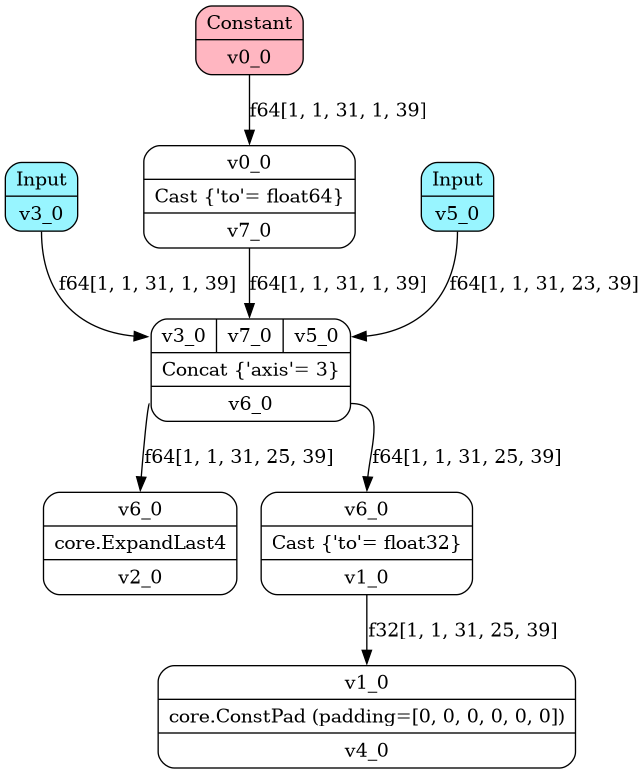 Constant
v0_0
f64[1, 1, 31, 1, 39]
Input
v3_0
v0_0
Cast {'to'= float64}
v7_0
Input
v5_0
f64[1, 1, 31, 1, 39]
f64[1, 1, 31, 1, 39]
f64[1, 1, 31, 23, 39]
v3_0 v7_0 v5_0
Concat {'axis'= 3}
v6_0
f64[1, 1, 31, 25, 39]
f64[1, 1, 31, 25, 39]
v6_0
core.ExpandLast4
v2_0
v6_0
Cast {'to'= float32}
v1_0
f32[1, 1, 31, 25, 39]
v1_0
core.ConstPad (padding=[0, 0, 0, 0, 0, 0])
v4_0